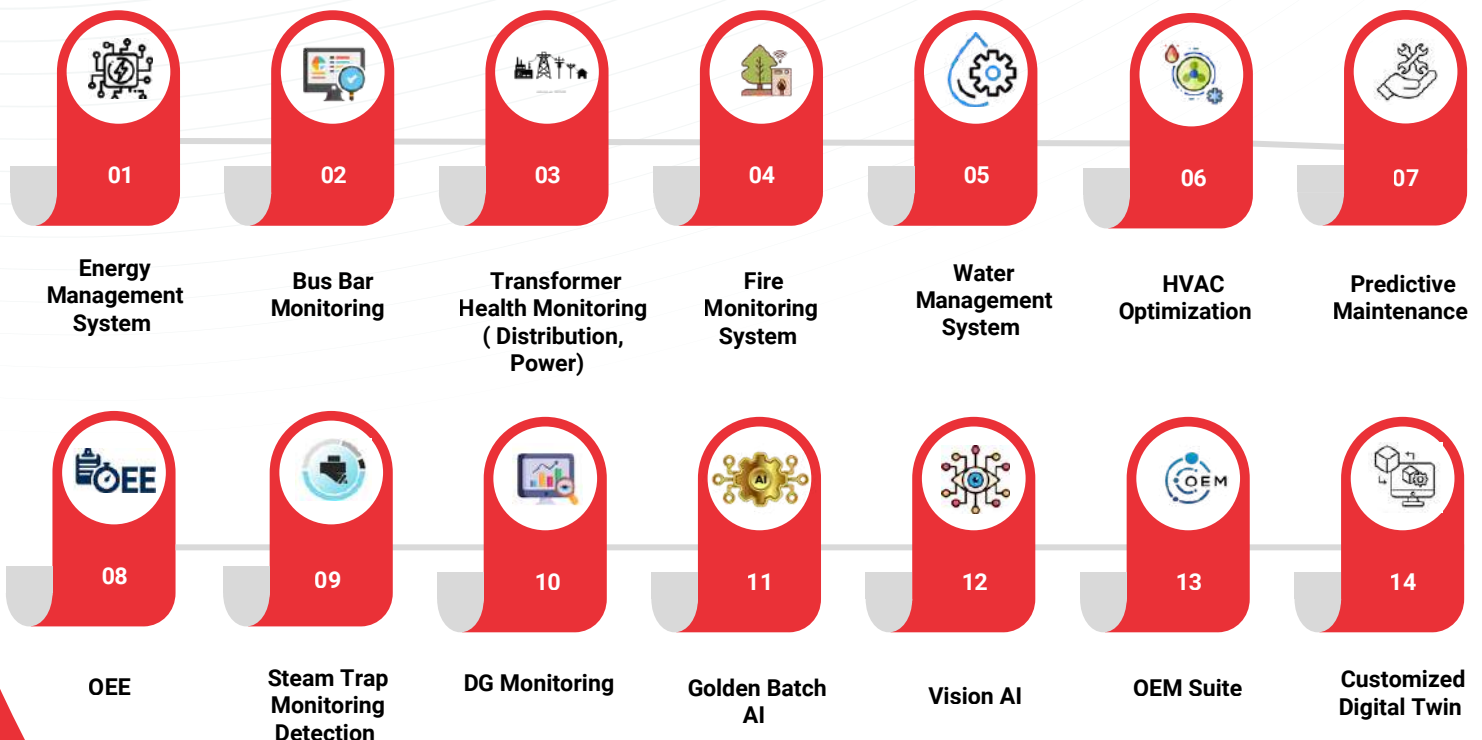 01
02
03
04
05
06
07
Energy
Management
System
Bus Bar
Monitoring
Transformer
Health Monitoring
( Distribution,
Power)
Fire
Monitoring
System
Water
Management
System
HVAC
Optimization
Predictive
Maintenance
OEE
OEM
AI
08
09
10
11
12
13
14
OEE
Steam Trap
Monitoring
Detection
DG Monitoring
Golden Batch
AI
Vision AI
OEM Suite
Customized
Digital Twin